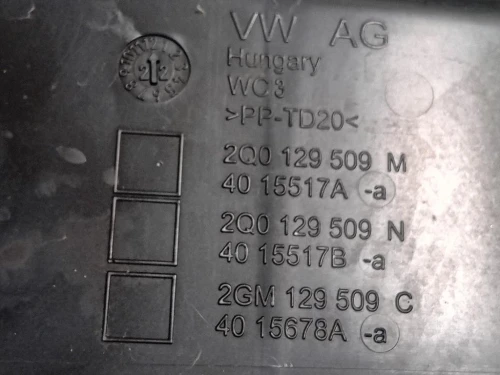 VW AG
Hungary
WC3
>PP-TD20<
22
2Q0 129 509 M
40 15517A -a
2Q0 129 509 N
40 15517B -a
2GM 129 509 C
40 15678A -a